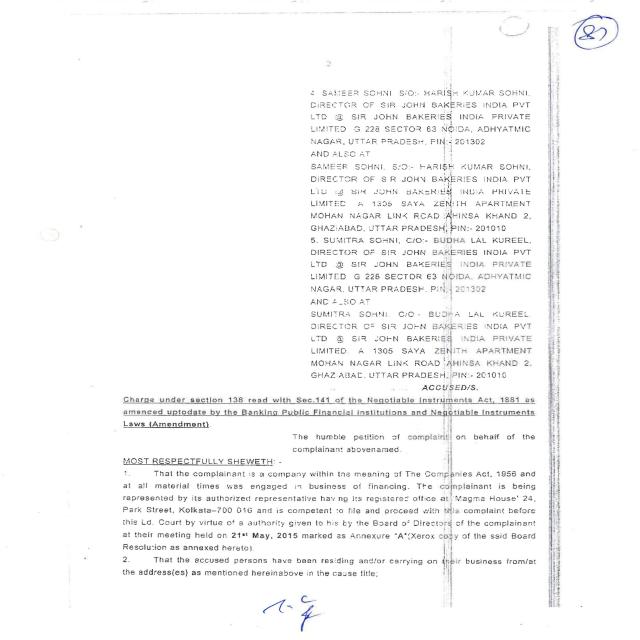 2
4. SAMEER SOHNI, S/O:- HARISH KUMAR SOHNI,
DIRECTOR OF SIR JOHN BAKERIES INDIA PVT
LTD @ SIR JOHN BAKERIES INDIA PRIVATE
LIMITED G 228 SECTOR 63 NOIDA, ADHYATMIC
NAGAR, UTTAR PRADESH, PIN:- 201302
AND ALSO AT
SAMEER SOHNI, S/O:- HARISH KUMAR SOHNI,
DIRECTOR OF SIR JOHN BAKERIES INDIA PVT
LTD @ SIR JOHN BAKERIES INDIA PRIVATE
LIMITED A 1305 SAYA ZENITH APARTMENT
MOHAN NAGAR LINK ROAD AHINSA KHAND 2,
GHAZIABAD, UTTAR PRADESH, PIN:- 201010
5. SUMITRA SOHNI, C/O:- BUDHA LAL KUREEL,
DIRECTOR OF SIR JOHN BAKERIES INDIA PVT
LTD @ SIR JOHN BAKERIES INDIA PRIVATE
LIMITED G 228 SECTOR 63 NOIDA, ADHYATMIC
NAGAR, UTTAR PRADESH, PIN:- 201302
AND ALSO AT
SUMITRA SOHNI, C/O:- BUDHA LAL KUREEL,
DIRECTOR OF SIR JOHN BAKERIES INDIA PVT
LTD @ SIR JOHN BAKERIES INDIA PRIVATE
LIMITED A 1305 SAYA ZENITH APARTMENT
MOHAN NAGAR LINK ROAD AHINSA KHAND 2,
GHAZIABAD, UTTAR PRADESH, PIN:- 201010
ACCUSED/S.
Charge under section 138 read with Sec.141 of the Negotiable Instruments Act, 1881 as
amenced uptodate by the Banking Public Financial institutions and Negotiable Instruments
Laws (Amendment).
The humble petition of complaint on behalf of the
complainant abovenamed.
MOST RESPECTFULLY SHEWETH: -
1. That the complainant is a company within the meaning of The Companies Act, 1956 and
at all material times was engaged in business of financing. The complainant is being
represented by its authorized representative having its registered office at 'Magma House' 24,
Park Street, Kolkata–700 016 and is competent to file and proceed with this complaint before
this Ld. Court by virtue of a authority given to his by the Board of Directors of the complainant
at their meeting held on 21st May, 2015 marked as Annexure "A"(Xerox copy of the said Board
Resolution as annexed hereto).
2. That the accused persons have been residing and/or carrying on their business from/at
the address(es) as mentioned hereinabove in the cause title;